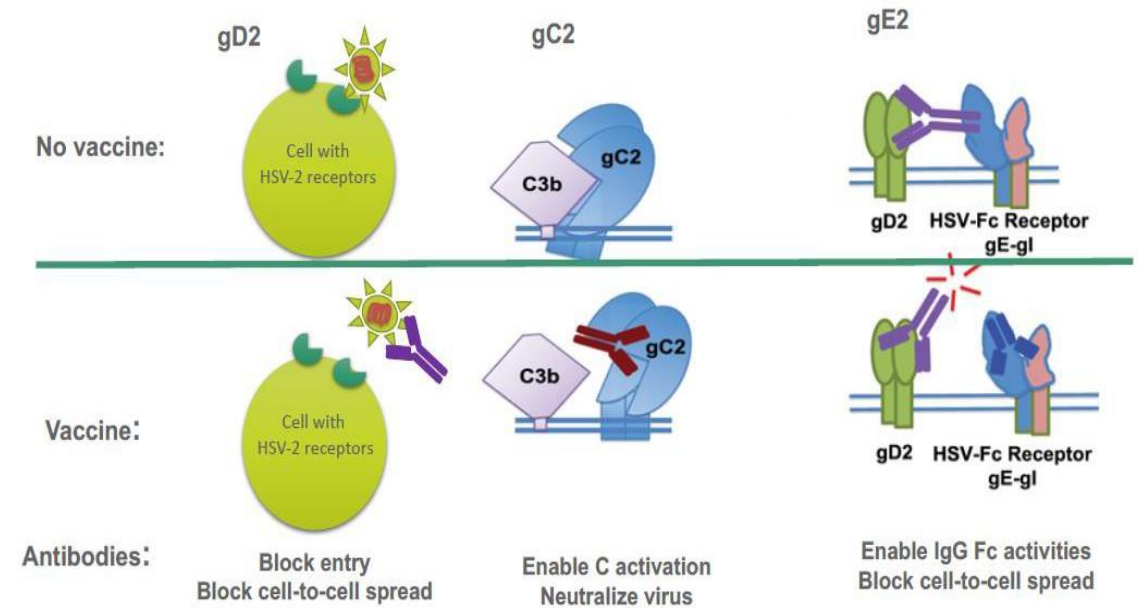 gD2
gC2
gE2
No vaccine:
Cell with
HSV-2 receptors
C3b
gC2
gD2
HSV-Fc Receptor
gE-gI
Vaccine:
Cell with
HSV-2 receptors
C3b
gC2
gD2
HSV-Fc Receptor
gE-gI
Antibodies:
Block entry
Block cell-to-cell spread
Enable C activation
Neutralize virus
Enable IgG Fc activities
Block cell-to-cell spread